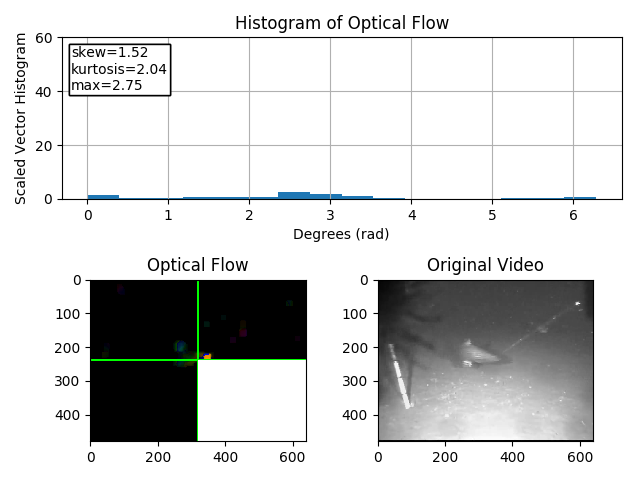 Histogram of Optical Flow
Scaled Vector Histogram
60
40
20
0
skew=1.52
kurtosis=2.04
max=2.75
0 1 2 3 4 5 6
Degrees (rad)
Optical Flow
0
100
200
300
400
0 200 400 600
Original Video
0
100
200
300
400
0 200 400 600